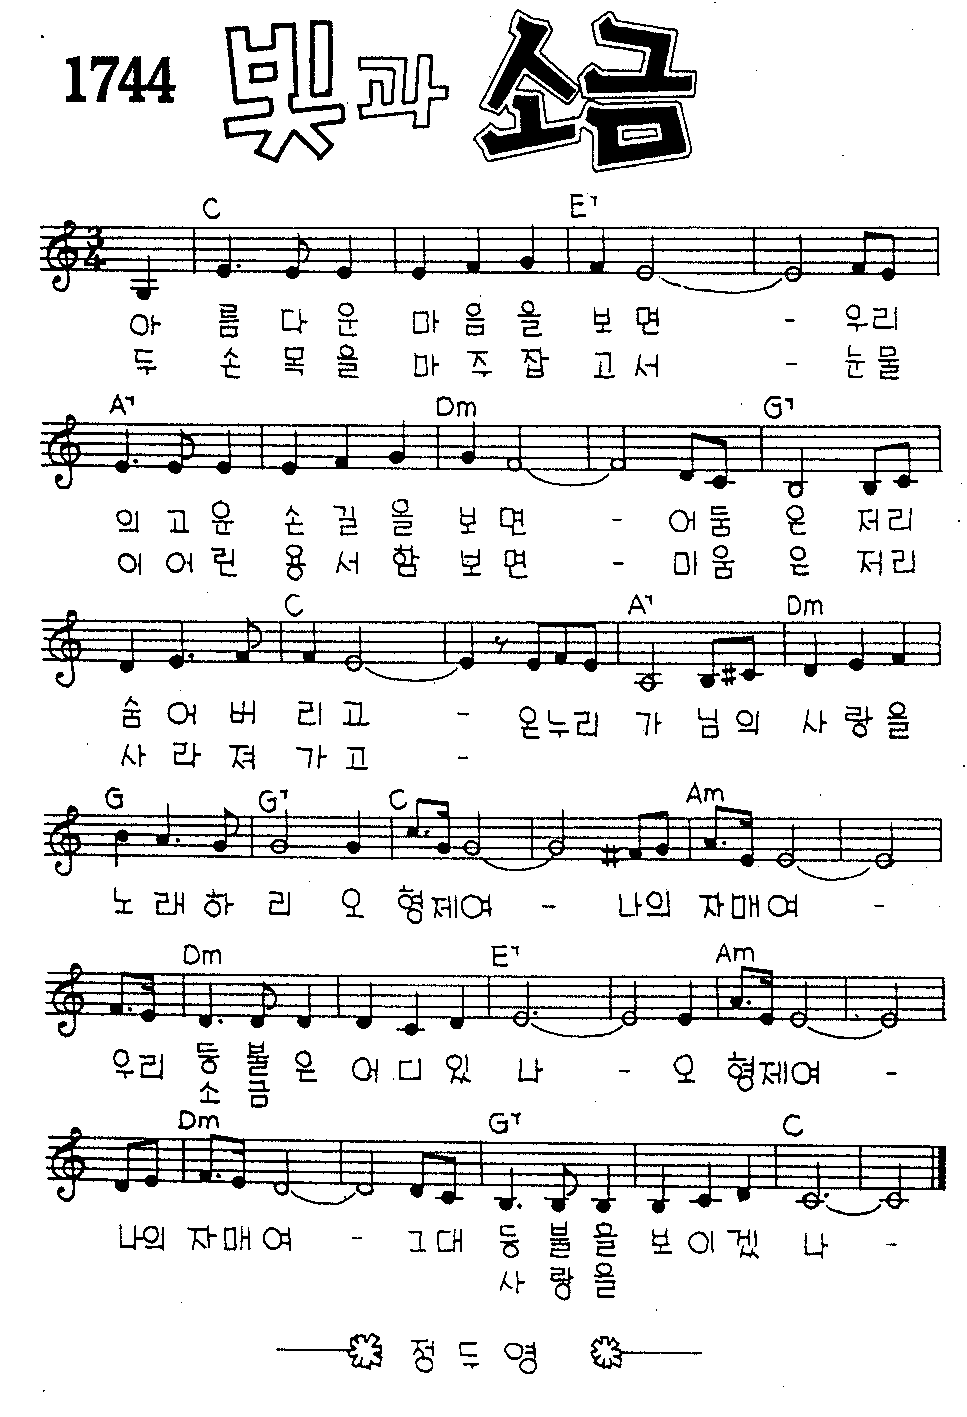 1744 빛과 소금
C E7
아 름 다 운 마 음 을 보 면 - 우리
두 손 목 을 마 주 잡 고 서 - 눈물
A7 Dm G7
의 고 운 손 길 을 보 면 - 어 둠 은 저리
이 어 린 용 서 함 보 면 - 미 움 은 저리
C A7 Dm
숨 어 버 리 고 - 온누리 가 님 의 사 랑 을
사 라 져 가 고 -
G G7 C Am
노 래 하 리 오 형제여 - 나의 자매여 -
Dm E7 Am
우리 등 불 은 어 디 있 나 - 오 형제여 -
소 금
Dm G7 C
나의 자매 여 - 그대 등 불 을 보 이 겠 나 -
사 랑 을
정 두 영